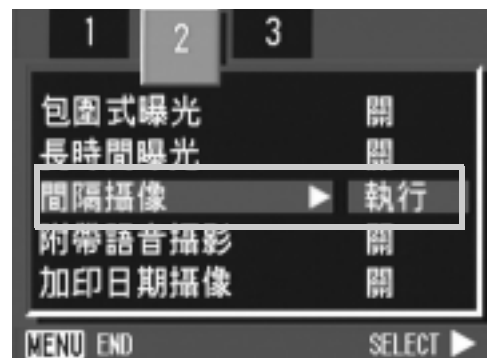 1 2 3
包圍式曝光 關
長時間曝光 關
間隔攝像 ▶ 執行
附帶語音攝影 關
加印日期攝像 關
MENU END SELECT ▶